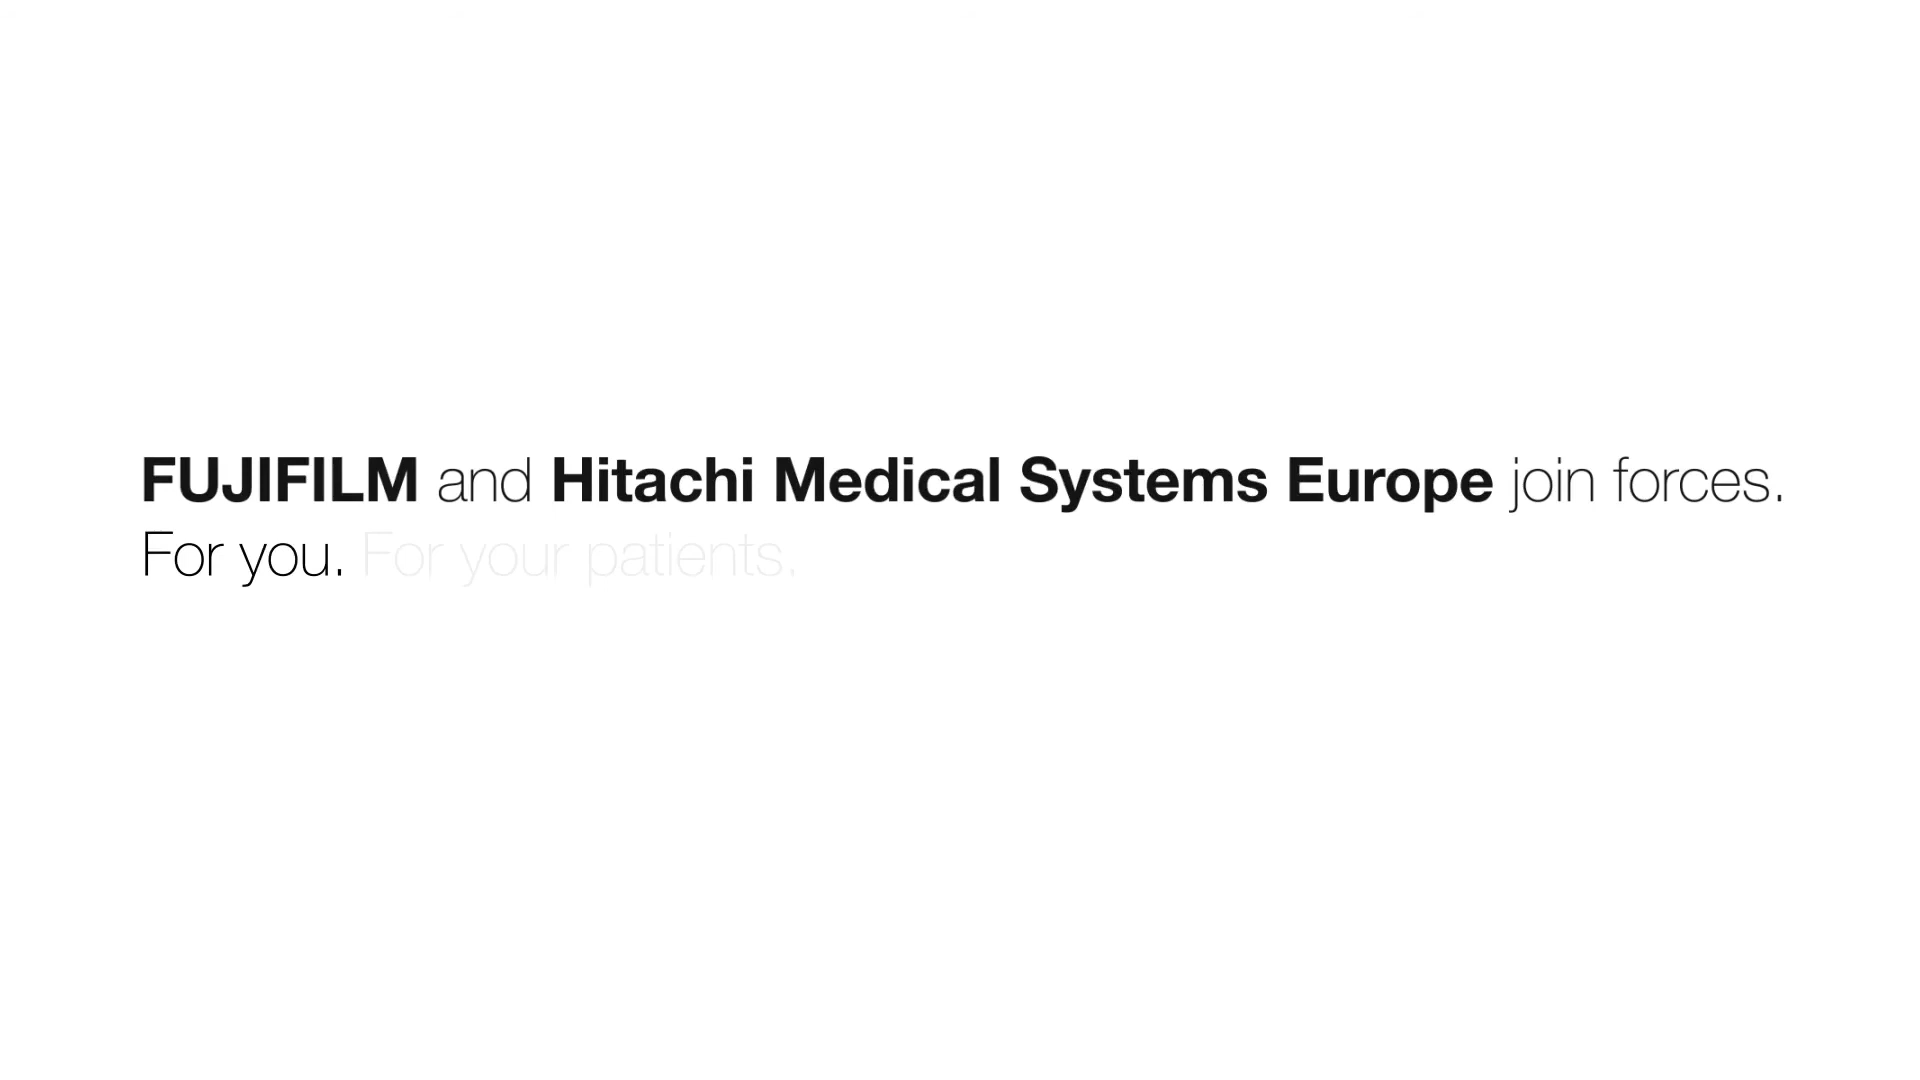 FUJIFILM and Hitachi Medical Systems Europe join forces.
For you. For your patients.